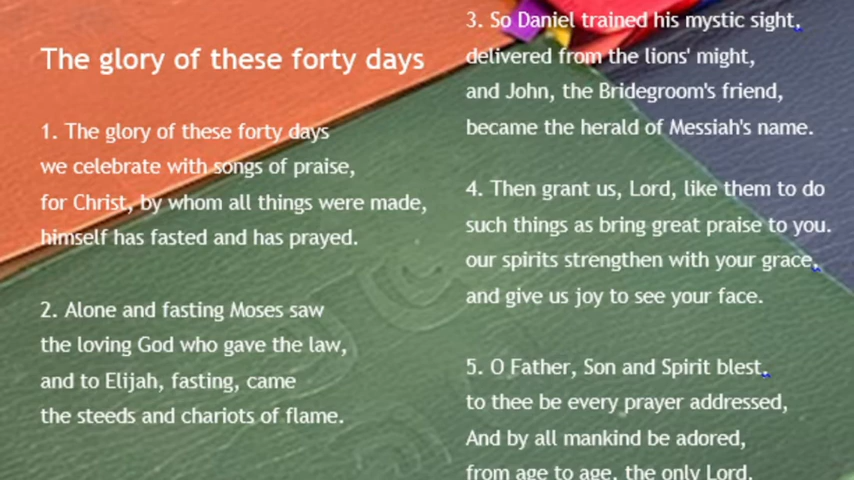 The glory of these forty days
1. The glory of these forty days
we celebrate with songs of praise,
for Christ, by whom all things were made,
himself has fasted and has prayed.
2. Alone and fasting Moses saw
the loving God who gave the law,
and to Elijah, fasting, came
the steeds and chariots of flame.
3. So Daniel trained his mystic sight,
delivered from the lions' might,
and John, the Bridegroom's friend,
became the herald of Messiah's name.
4. Then grant us, Lord, like them to do
such things as bring great praise to you.
our spirits strengthen with your grace,
and give us joy to see your face.
5. O Father, Son and Spirit blest,
to thee be every prayer addressed,
And by all mankind be adored,
from age to age, the only Lord.